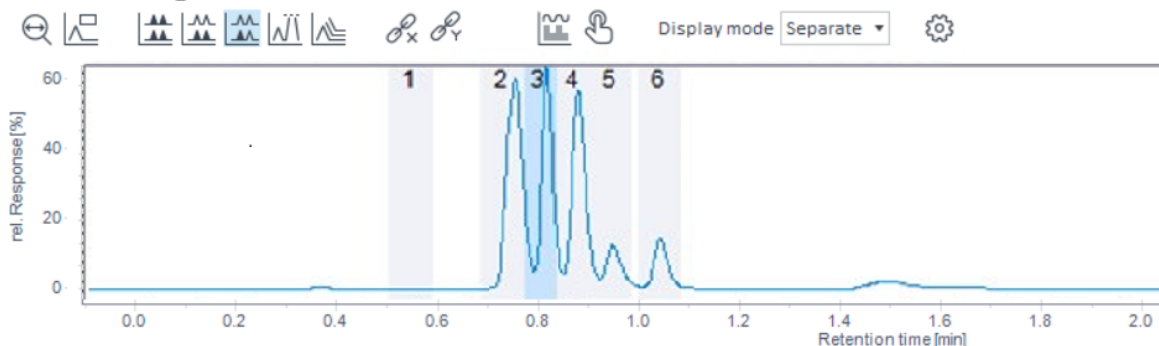 X Y Display mode Separate
60 1 2 3 4 5 6
40
20
0
rel. Response [%]
0.0 0.2 0.4 0.6 0.8 1.0 1.2 1.4 1.6 1.8 2.0
Retention time [min]